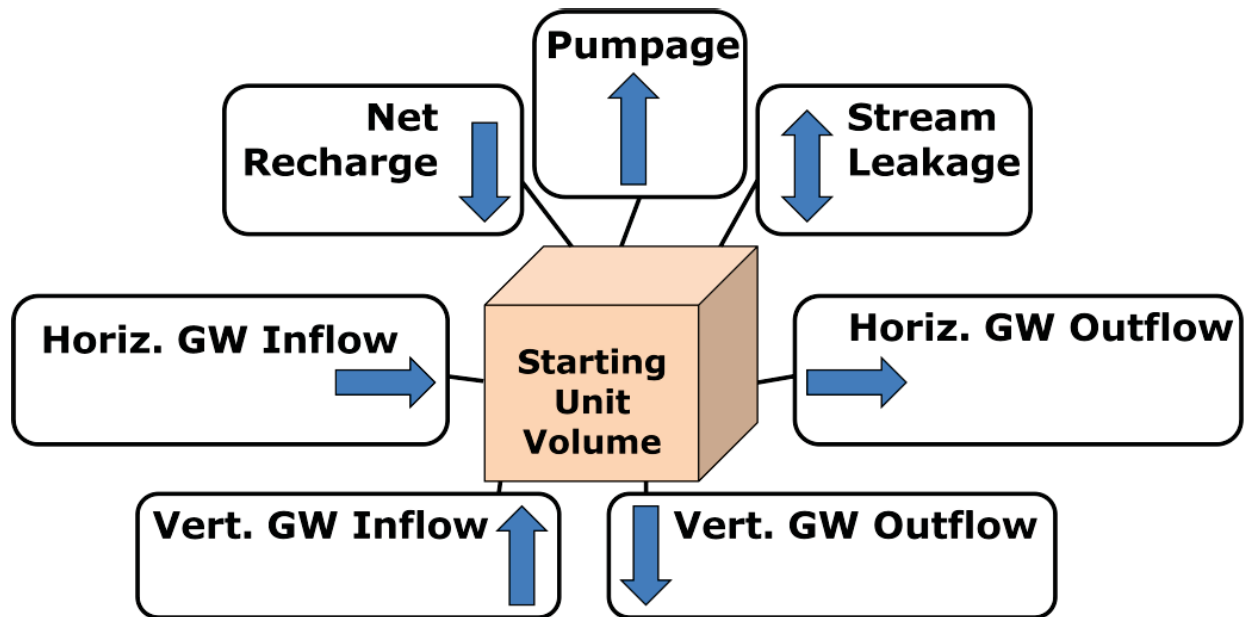 Pumpage
Net
Recharge
Stream
Leakage
Horiz. GW Inflow
Starting
Unit
Volume
Horiz. GW Outflow
Vert. GW Inflow
Vert. GW Outflow